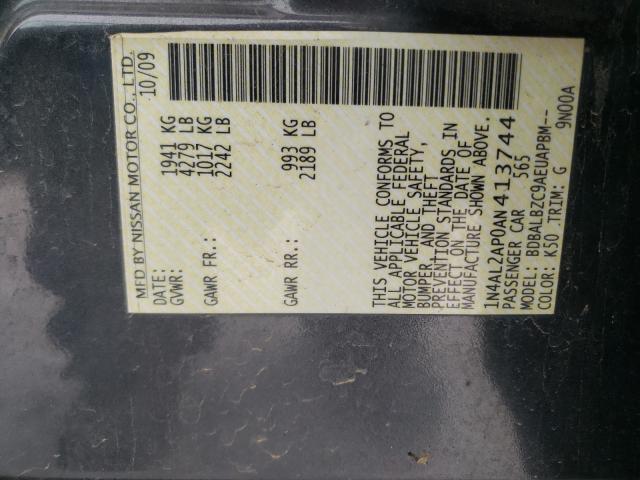 MFD BY NISSAN MOTOR CO., LTD.
DATE: 10/09
GVWR: 1941 KG
4279 LB
GAWR FR.: 1017 KG
2242 LB
GAWR RR.: 993 KG
2189 LB
THIS VEHICLE CONFORMS TO
ALL APPLICABLE FEDERAL
MOTOR VEHICLE SAFETY,
BUMPER, AND THEFT
PREVENTION STANDARDS IN
EFFECT ON THE DATE OF
MANUFACTURE SHOWN ABOVE.
1N4AL2AP0AN413744
PASSENGER CAR 565
MODEL: BDBALBZC9AEUAPBM--
COLOR: K50 .TRIM: G 9N00A